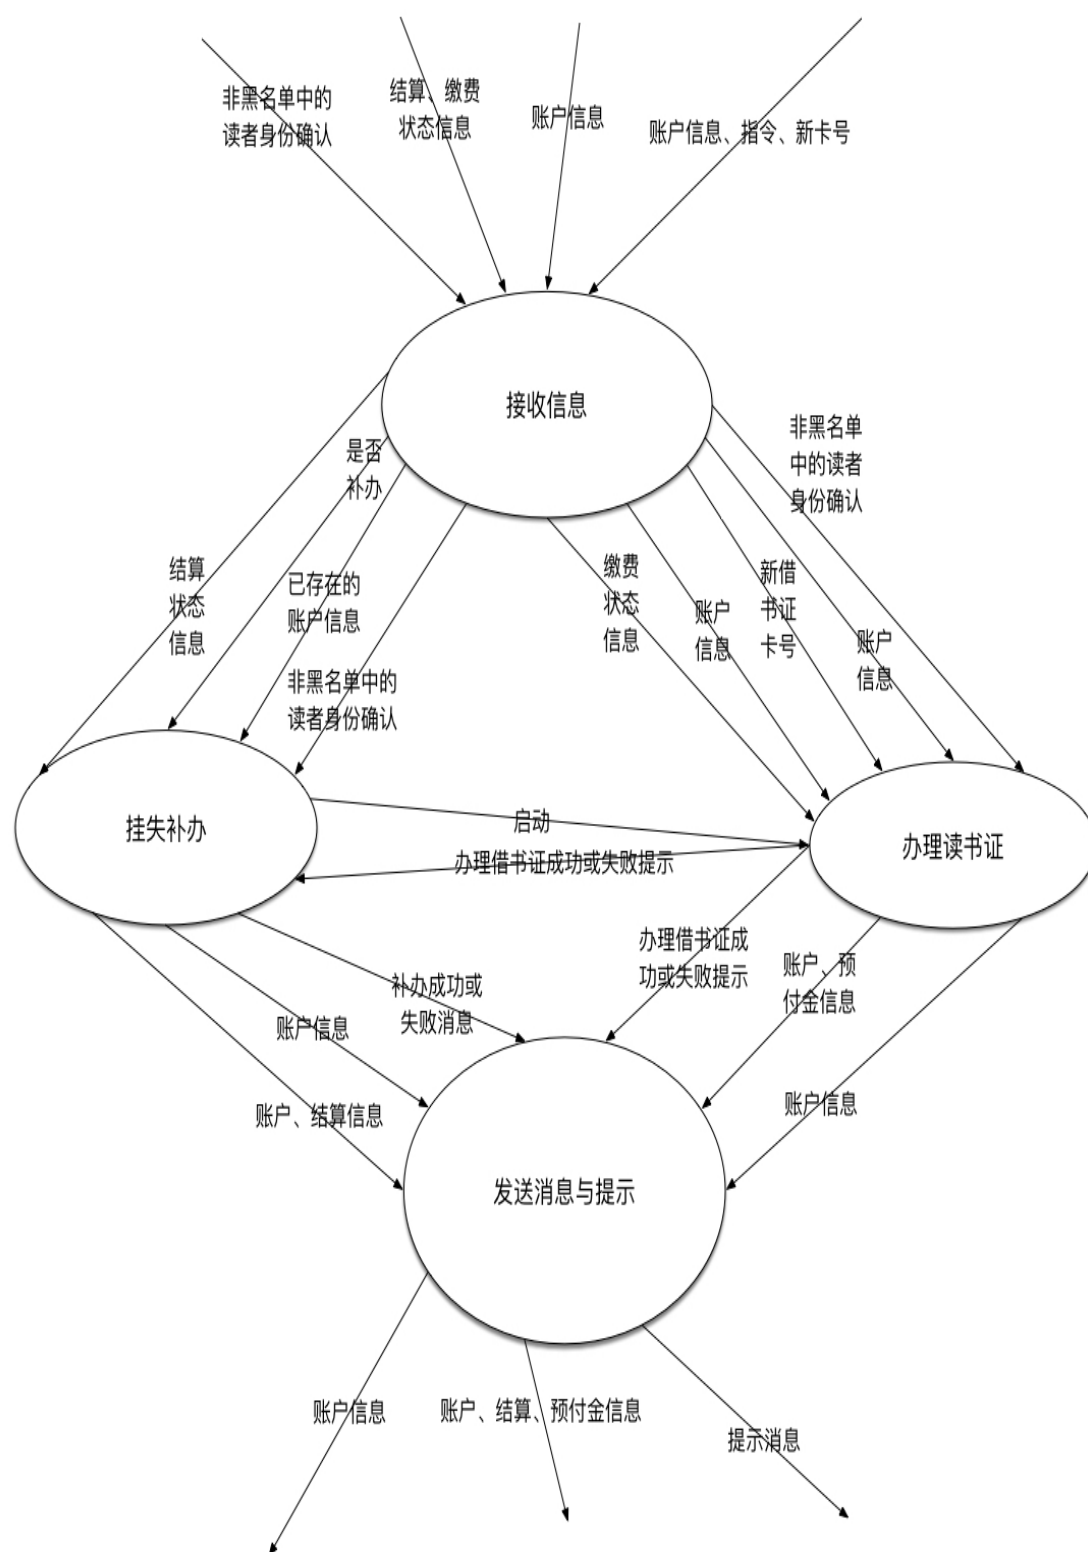 非黑名单中的
读者身份确认
结算、缴费
状态信息
账户信息
账户信息、指令、新卡号
接收信息
是否
补办
非黑名单
中的读者
身份确认
结算
状态
信息
已存在的
账户信息
非黑名单中的
读者身份确认
缴费
状态
信息
账户
信息
新借
书证
卡号
账户
信息
挂失补办
启动
办理借书证成功或失败提示
办理读书证
补办成功或
失败消息
办理借书证成
功或失败提示
账户、预
付金信息
账户信息
账户、结算信息
账户信息
发送消息与提示
账户信息
账户、结算、预付金信息
提示消息